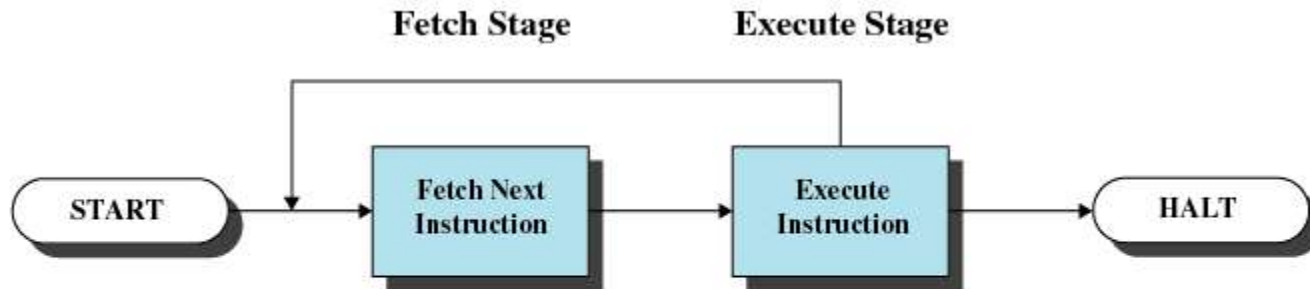 Fetch Stage
Execute Stage
START
Fetch Next
Instruction
Execute
Instruction
HALT